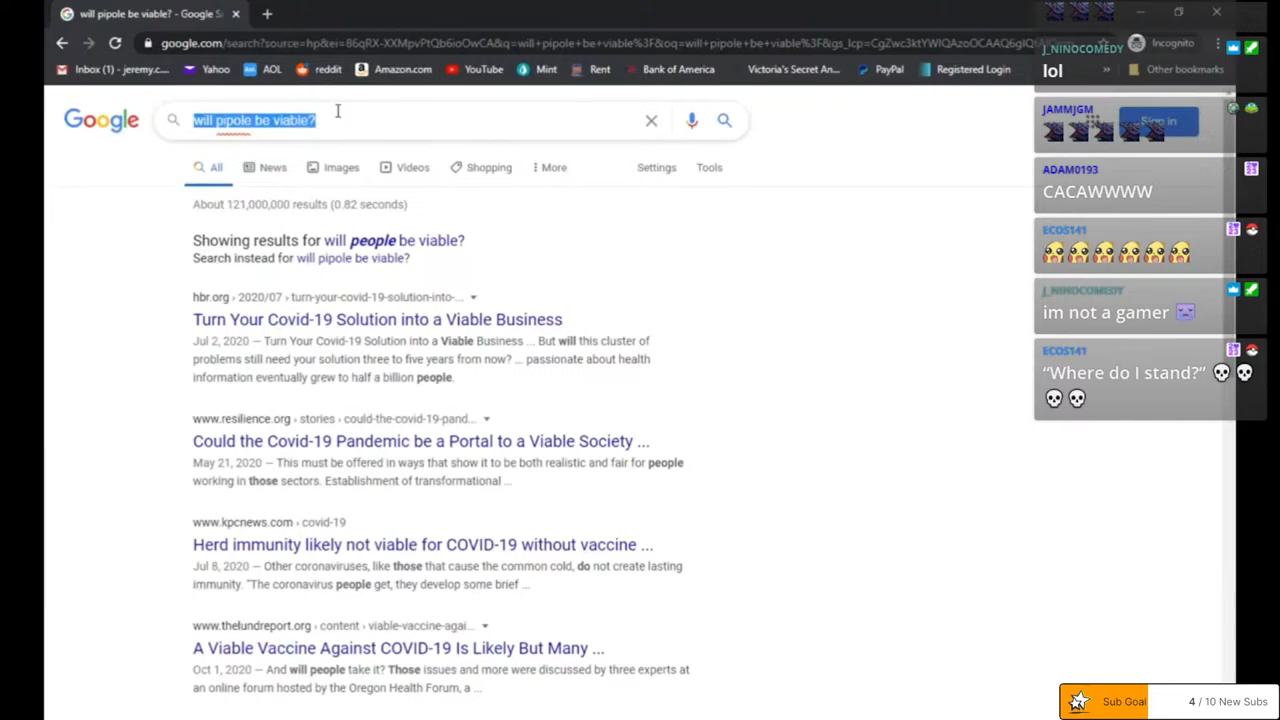 will pipole be viable? - Google S
google.com/search?source=hp&ei=86qRX-XXMpvPtQb6ioOwCA&q=will+pipole+be+viable%3F&oq=will+pipole+be+viable%3F&gs_lcp=CgZwc3ktYWIQAzoDCAAQ6gIQ
Incognito
Inbox (1) - jeremy.c...
Yahoo
AOL
reddit
Amazon.com
YouTube
Mint
Rent
Bank of America
Victoria's Secret An...
PayPal
Registered Login
»
Other bookmarks
Google
will pipole be viable?
Sign in
All
News
Images
Videos
Shopping
More
Settings
Tools
About 121,000,000 results (0.82 seconds)
Showing results for will people be viable?
Search instead for will pipole be viable?
hbr.org › 2020/07 › turn-your-covid-19-solution-into-...
Turn Your Covid-19 Solution into a Viable Business
Jul 2, 2020 — Turn Your Covid-19 Solution into a Viable Business ... But will this cluster of
problems still need your solution three to five years from now? ... passionate about health
information eventually grew to half a billion people.
www.resilience.org › stories › could-the-covid-19-pand...
Could the Covid-19 Pandemic be a Portal to a Viable Society ...
May 21, 2020 — This must be offered in ways that show it to be both realistic and fair for people
working in those sectors. Establishment of transformational ...
www.kpcnews.com › covid-19
Herd immunity likely not viable for COVID-19 without vaccine ...
Jul 8, 2020 — Other coronaviruses, like those that cause the common cold, do not create lasting
immunity. "The coronavirus people get, they develop some brief ...
www.thelundreport.org › content › viable-vaccine-agai...
A Viable Vaccine Against COVID-19 Is Likely But Many ...
Oct 1, 2020 — And will people take it? Those issues and more were discussed by three experts at
an online forum hosted by the Oregon Health Forum, a ...
J_NINOCOMEDY
lol
JAMMJGM
ADAM0193
CACAWWWW
ECOS141
J_NINOCOMEDY
im not a gamer
ECOS141
“Where do I stand?”
Sub Goal
4 / 10 New Subs